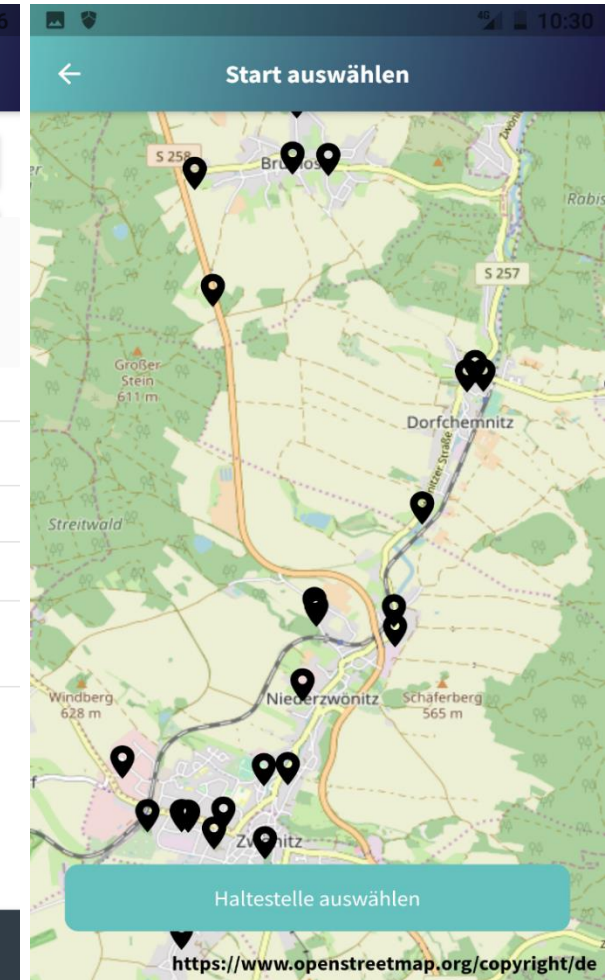 10:30
Start auswählen
S 258
S 257
Großer
Stein
611 m
Dorfchemnitz
Streitwald
Niederzwönitz
Windberg
628 m
Schäferberg
565 m
Haltestelle auswählen
https://www.openstreetmap.org/copyright/de